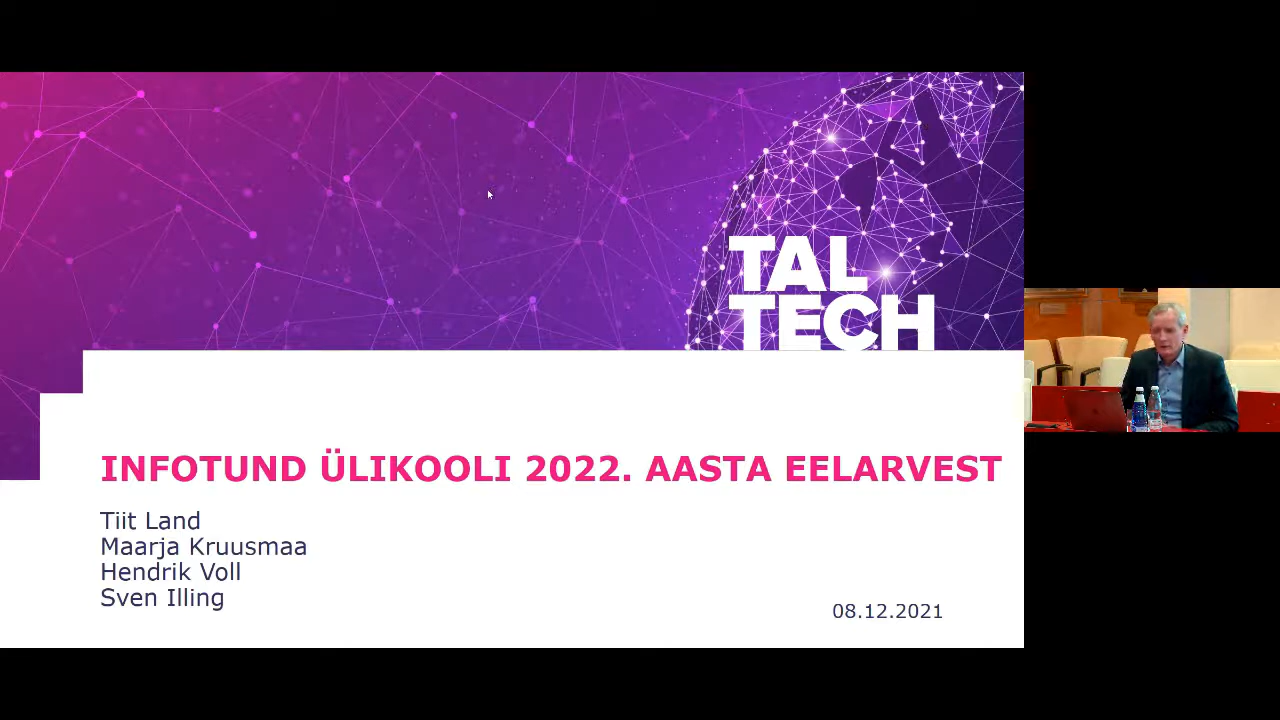 TAL
TECH
INFOTUND ÜLIKOOLI 2022. AASTA EELARVEST
Tiit Land
Maarja Kruusmaa
Hendrik Voll
Sven Illing
08.12.2021